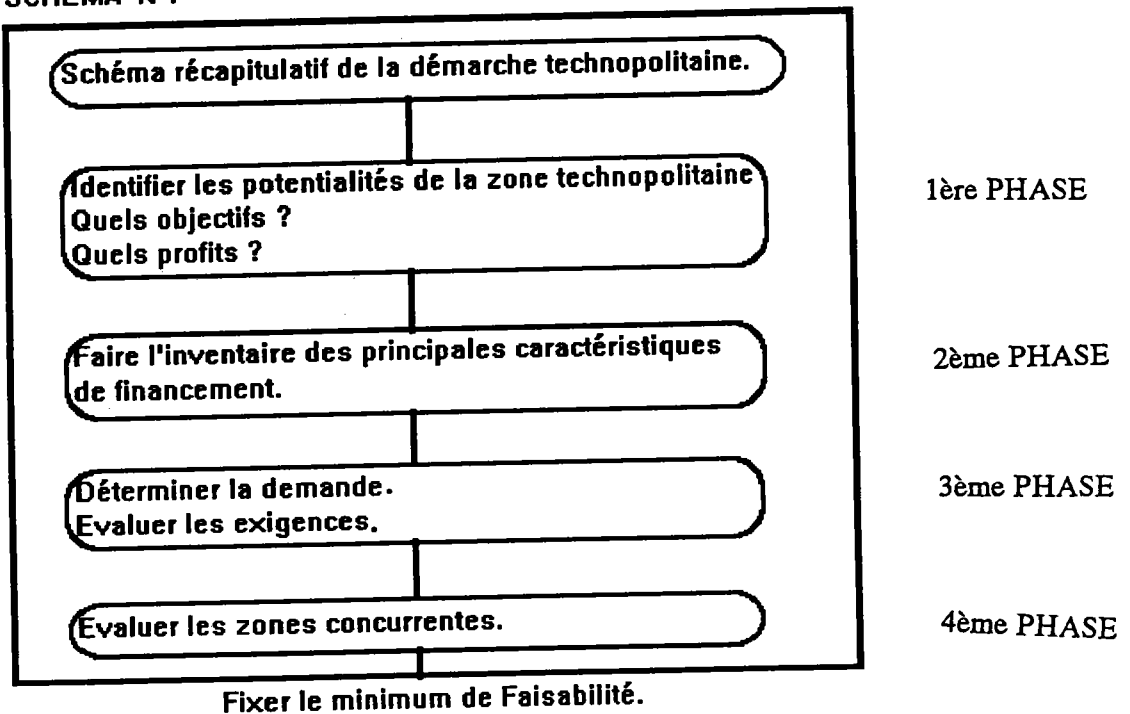 Schéma récapitulatif de la démarche technopolitaine.
Identifier les potentialités de la zone technopolitaine
Quels objectifs ?
Quels profits ?
1ère PHASE
Faire l'inventaire des principales caractéristiques
de financement.
2ème PHASE
Déterminer la demande.
Evaluer les exigences.
3ème PHASE
Evaluer les zones concurrentes.
4ème PHASE
Fixer le minimum de Faisabilité.